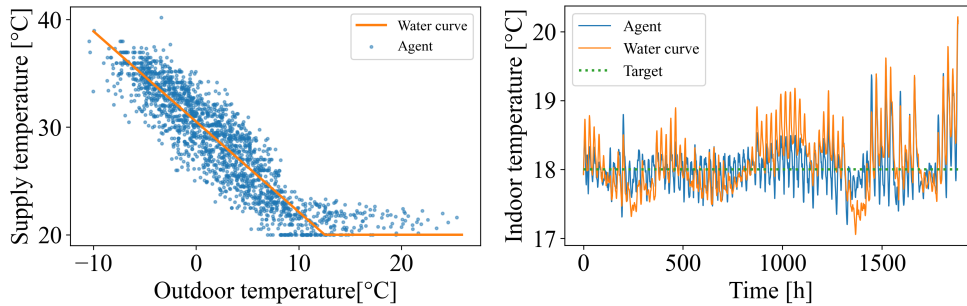 Supply temperature [°C]
40
30
20
−10
0
10
20
Outdoor temperature[°C]
Water curve
Agent
Indoor temperature [°C]
20
19
18
17
0
500
1000
1500
Time [h]
Agent
Water curve
Target